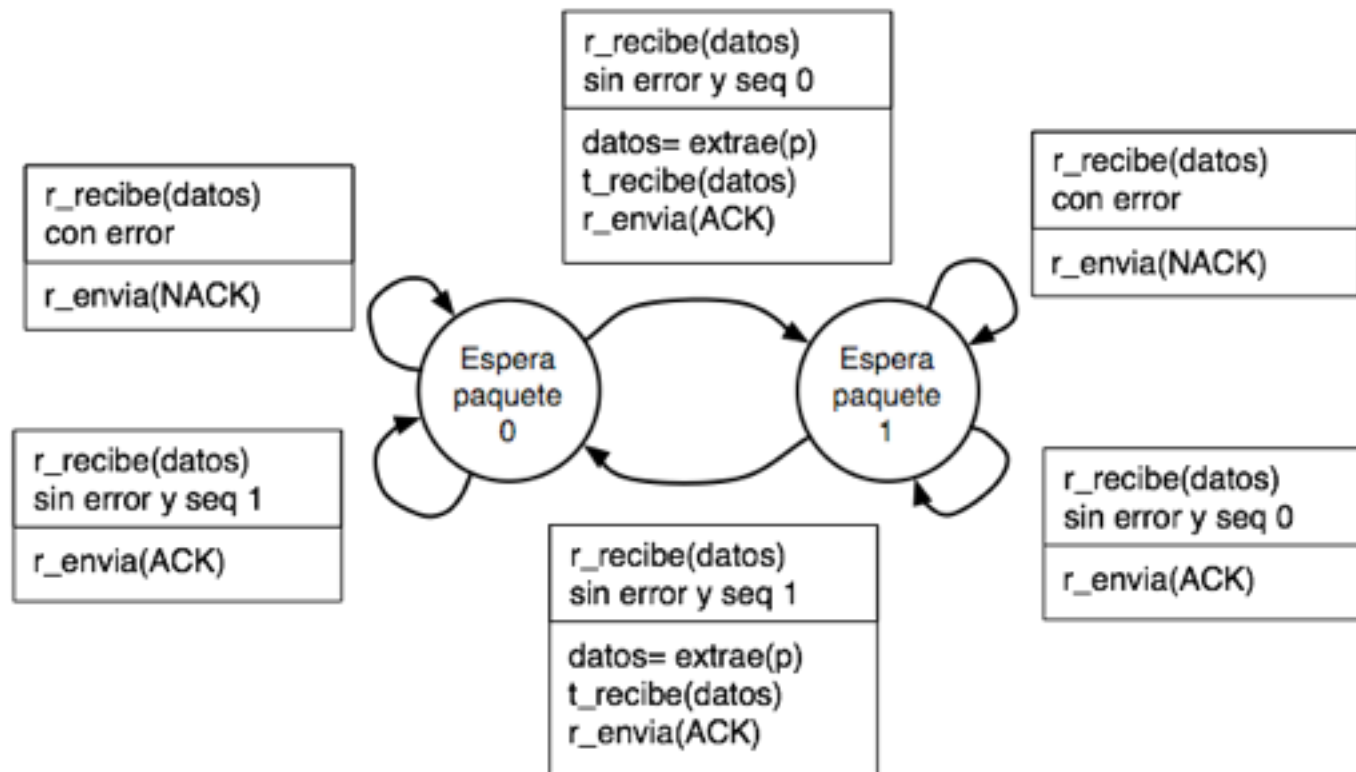 r_recibe(datos)
sin error y seq 0
datos= extrae(p)
t_recibe(datos)
r_envia(ACK)
r_recibe(datos)
con error
r_envia(NACK)
r_recibe(datos)
con error
r_envia(NACK)
Espera
paquete
0
Espera
paquete
1
r_recibe(datos)
sin error y seq 1
r_envia(ACK)
r_recibe(datos)
sin error y seq 0
r_envia(ACK)
r_recibe(datos)
sin error y seq 1
datos= extrae(p)
t_recibe(datos)
r_envia(ACK)